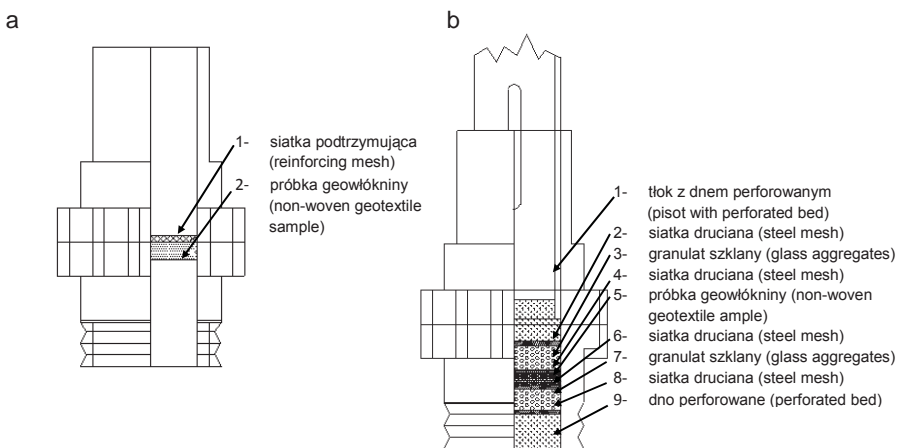 a
1- siatka podtrzymująca
(reinforcing mesh)
2- próbka geowłókniny
(non-woven geotextile
sample)
b
1- tłok z dnem perforowanym
(pisot with perforated bed)
2- siatka druciana (steel mesh)
3- granulat szklany (glass aggregates)
4- siatka druciana (steel mesh)
5- próbka geowłókniny (non-woven
geotextile ample)
6- siatka druciana (steel mesh)
7- granulat szklany (glass aggregates)
8- siatka druciana (steel mesh)
9- dno perforowane (perforated bed)